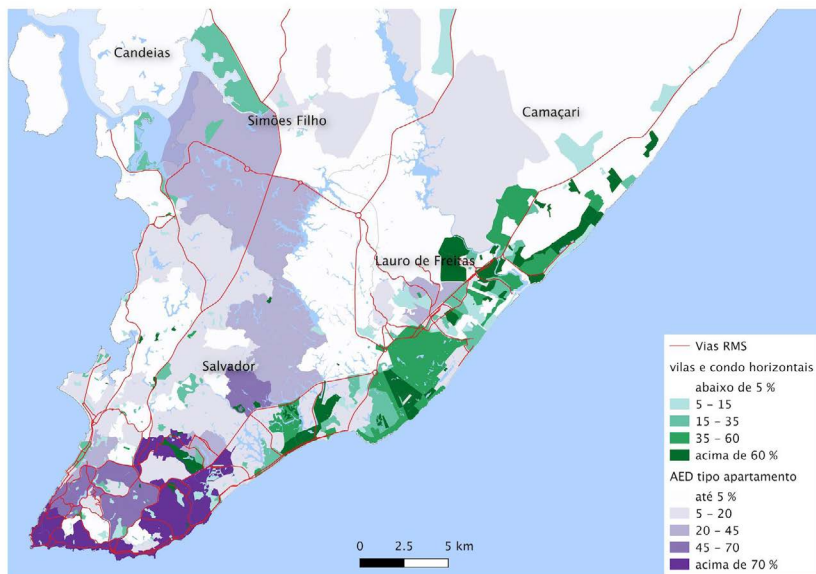 Candeias
Simões Filho
Camaçari
Lauro de Freitas
Salvador
Vias RMS
vilas e condo horizontais
abaixo de 5 %
5 - 15
15 - 35
35 - 60
acima de 60 %
AED tipo apartamento
até 5 %
5 - 20
20 - 45
45 - 70
acima de 70 %
0 2.5 5 km